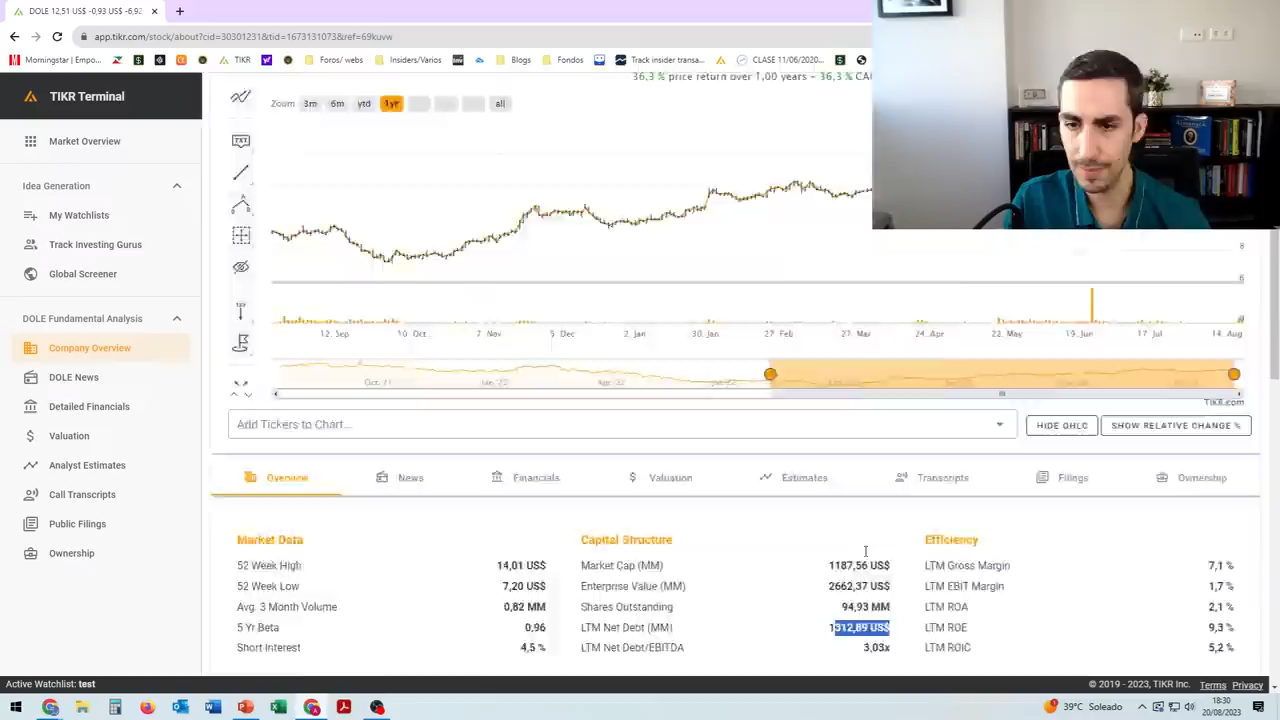 DOLE 12,51 US$ -0,93 US$ -6,92
app.tikr.com/stock/about?cid=30301231&tid=1673131073&ref=69kuvw
Morningstar | Empo...
TIKR
Foros/ webs
Insiders/Varios
Blogs
Fondos
Track insider transa...
CLASE 11/06/2020...
TIKR Terminal
Market Overview
Idea Generation
My Watchlists
Track Investing Gurus
Global Screener
DOLE Fundamental Analysis
Company Overview
DOLE News
Detailed Financials
Valuation
Analyst Estimates
Call Transcripts
Public Filings
Ownership
36,3 % price return over 1,00 years = 36,3 % CA
Zoom 3m 6m ytd 1yr all
TXT
8
6
12. Sep 10. Oct 7. Nov 5. Dec 2. Jan 30. Jan 27. Feb 27. Mar 24. Apr 22. May 19. Jun 17. Jul 14. Aug
TIKR.com
Add Tickers to Chart...
HIDE OHLC
SHOW RELATIVE CHANGE %
Overview News Financials Valuation Estimates Transcripts Filings Ownership
Market Data
52 Week High 14,01 US$
52 Week Low 7,20 US$
Avg. 3 Month Volume 0,82 MM
5 Yr Beta 0,96
Short Interest 4,5 %
Capital Structure
Market Cap (MM) 1187,56 US$
Enterprise Value (MM) 2662,37 US$
Shares Outstanding 94,93 MM
LTM Net Debt (MM) 1312,69 US$
LTM Net Debt/EBITDA 3,03x
Efficiency
LTM Gross Margin 7,1 %
LTM EBIT Margin 1,7 %
LTM ROA 2,1 %
LTM ROE 9,3 %
LTM ROIC 5,2 %
Active Watchlist: test
© 2019 - 2023, TIKR Inc. Terms Privacy
39°C Soleado
18:30
20/08/2023